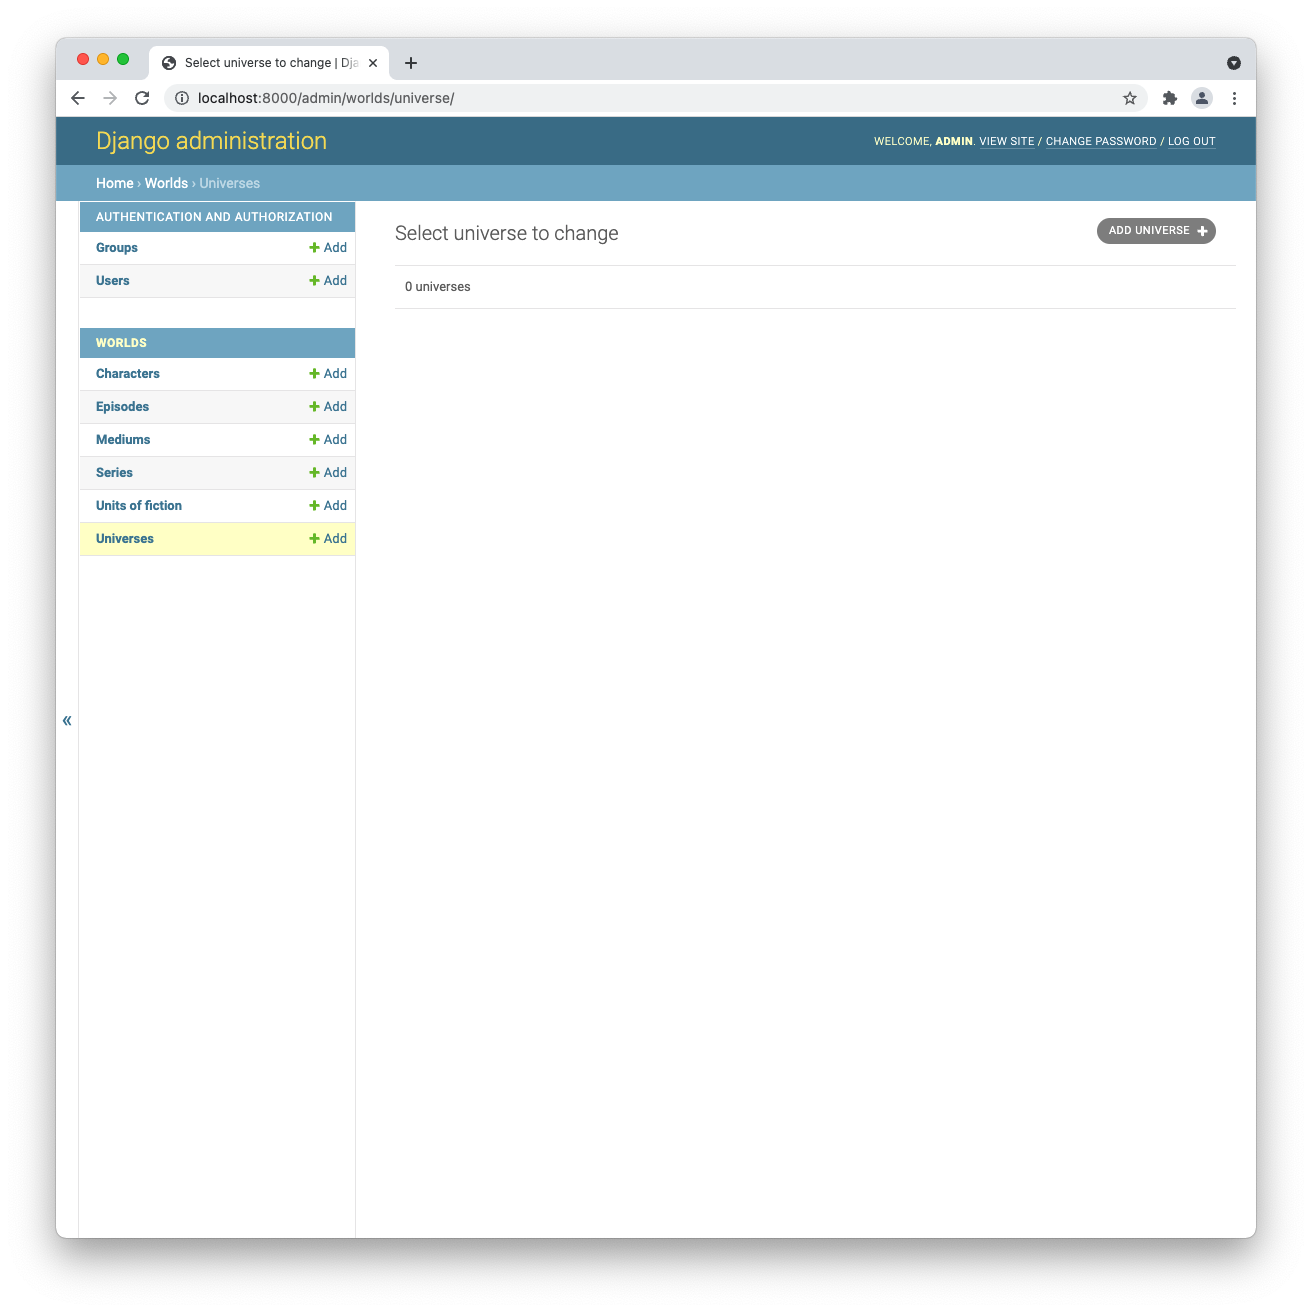 Select universe to change | Dja
localhost:8000/admin/worlds/universe/
Django administration
WELCOME, ADMIN. VIEW SITE / CHANGE PASSWORD / LOG OUT
Home › Worlds › Universes
AUTHENTICATION AND AUTHORIZATION
Groups + Add
Users + Add
WORLDS
Characters + Add
Episodes + Add
Mediums + Add
Series + Add
Units of fiction + Add
Universes + Add
«
Select universe to change
ADD UNIVERSE +
0 universes